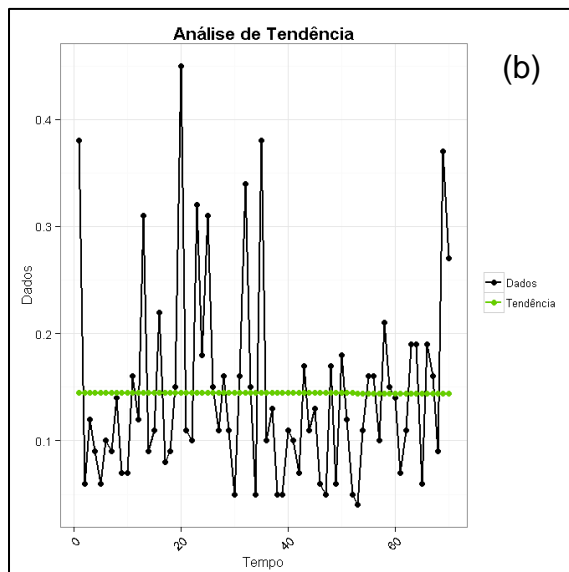 Análise de Tendência
(b)
0.4
0.3
0.2
0.1
Dados
Dados
Tendência
0
20
40
60
Tempo